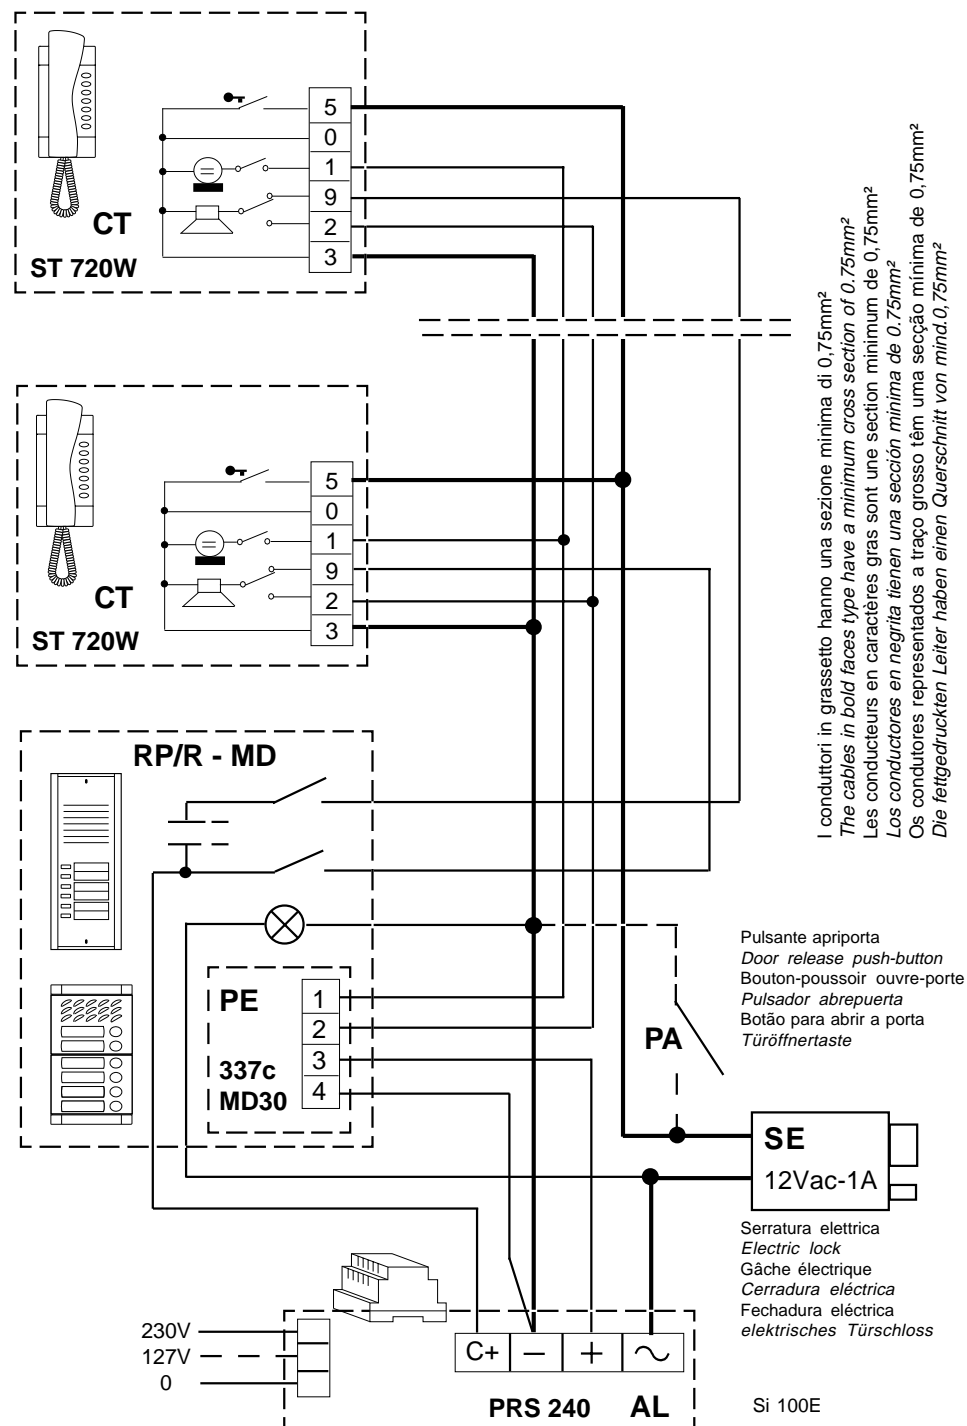 5
0
1
9
2
3
CT
ST 720W
5
0
1
9
2
3
CT
ST 720W
I conduttori in grassetto hanno una sezione minima di 0,75mm²
The cables in bold faces type have a minimum cross section of 0.75mm²
Les conducteurs en caractères gras sont une section minimum de 0,75mm²
Los conductores en negrita tienen una sección minima de 0.75mm²
Os condutores representados a traço grosso têm uma secção mínima de 0,75mm²
Die fettgedruckten Leiter haben einen Querschnitt von mind.0,75mm²
RP/R - MD
PE
337c
MD30
1
2
3
4
PA
Pulsante apriporta
Door release push-button
Bouton-poussoir ouvre-porte
Pulsador abrepuerta
Botão para abrir a porta
Türöffnertaste
SE
12Vac-1A
Serratura elettrica
Electric lock
Gâche électrique
Cerradura eléctrica
Fechadura eléctrica
elektrisches Türschloss
230V
127V
0
C+ − + ~
PRS 240 AL
Si 100E